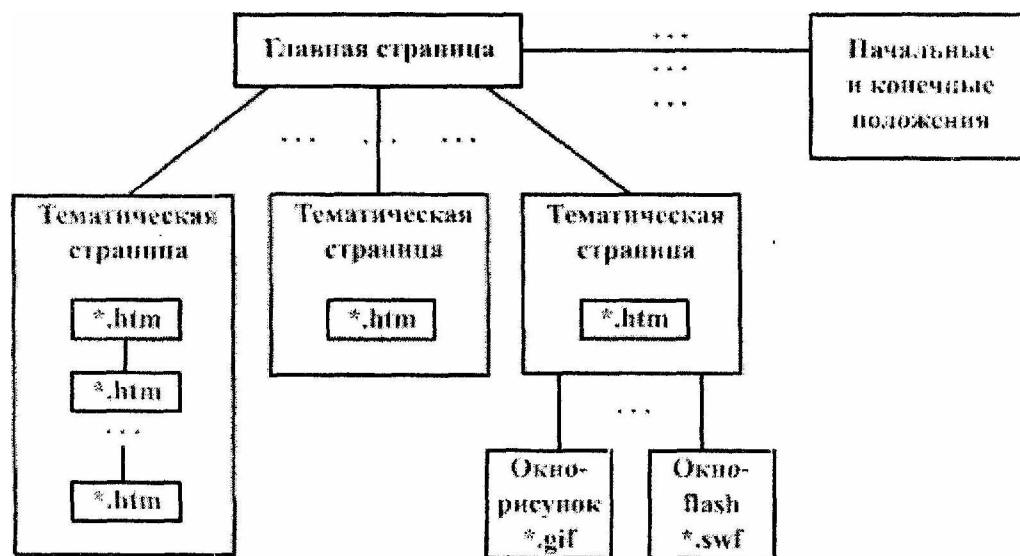 Главная страница
...
...
...
Начальные
и конечные
положения
... ... ...
Тематическая
страница
*.htm
*.htm
...
*.htm
Тематическая
страница
*.htm
Тематическая
страница
*.htm
...
Окно-
рисунок
*.gif
Окно-
flash
*.swf